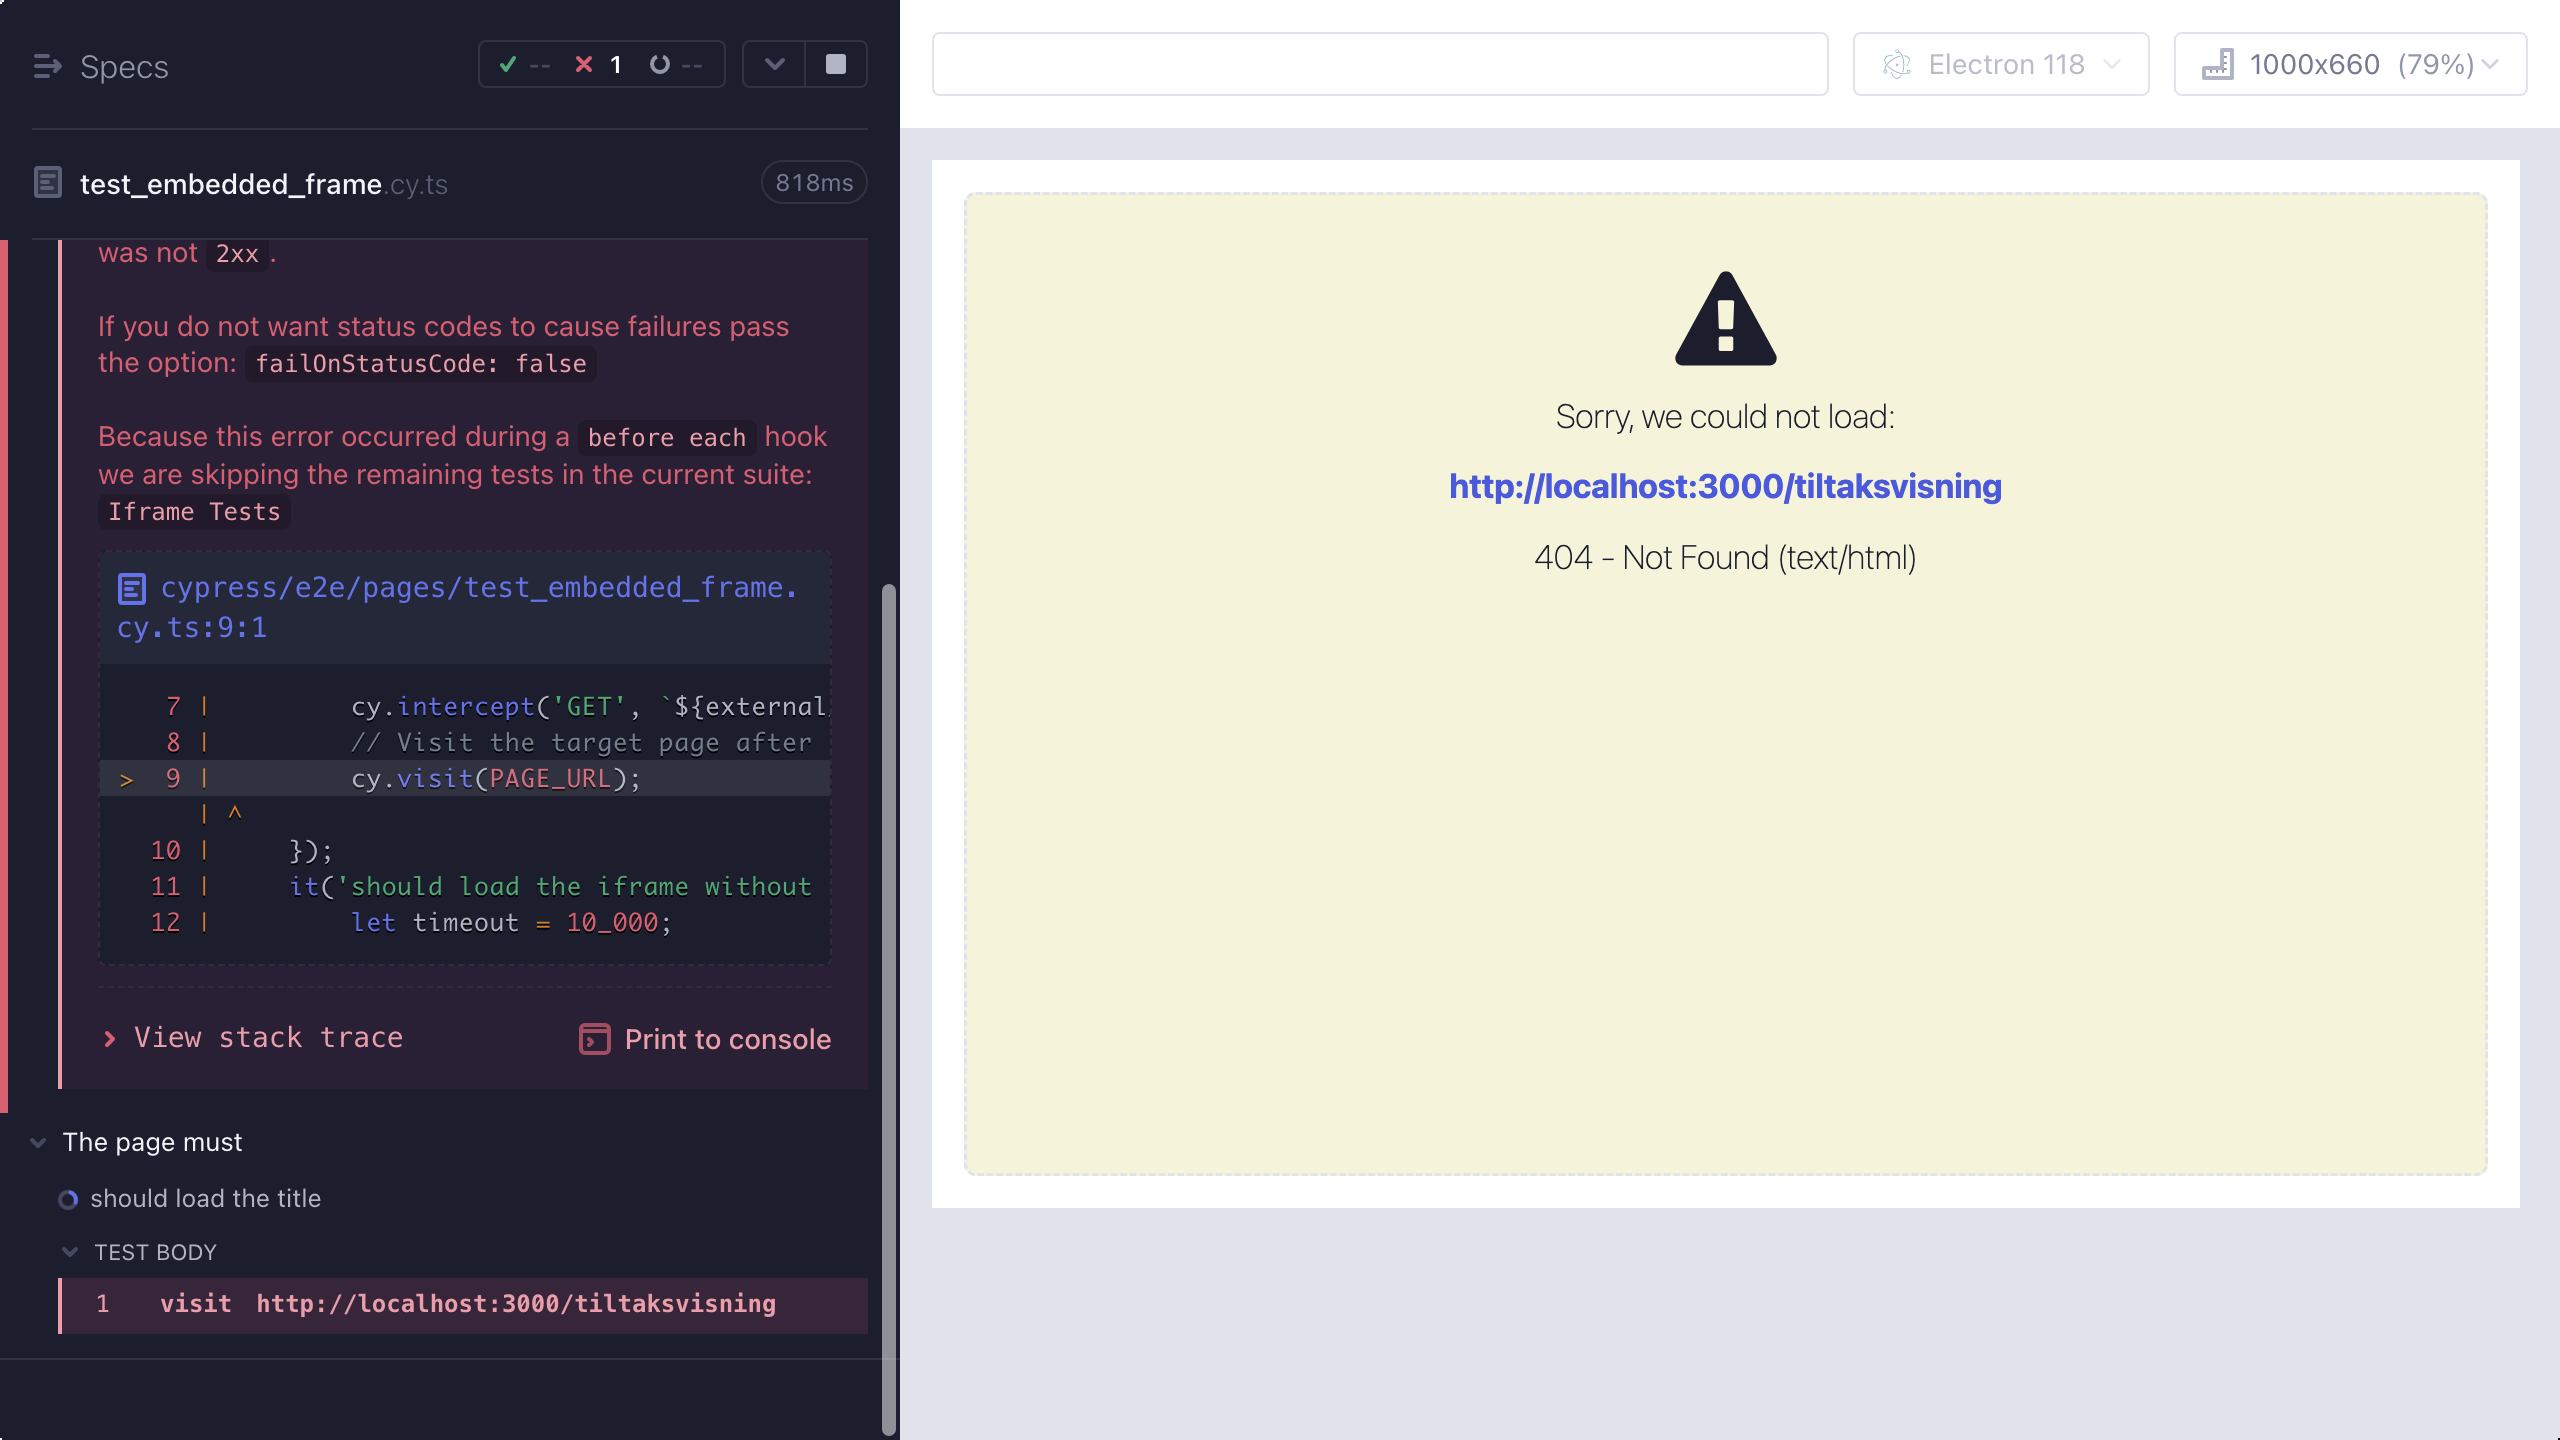 Specs
-- 1 --
test_embedded_frame.cy.ts
818ms
was not 2xx.
If you do not want status codes to cause failures pass
the option: failOnStatusCode: false
Because this error occurred during a before each hook
we are skipping the remaining tests in the current suite:
Iframe Tests
cypress/e2e/pages/test_embedded_frame.
cy.ts:9:1
7 | cy.intercept('GET', `${external
8 | // Visit the target page after
> 9 | cy.visit(PAGE_URL);
| ^
10 | });
11 | it('should load the iframe without
12 | let timeout = 10_000;
View stack trace
Print to console
The page must
should load the title
TEST BODY
1 visit http://localhost:3000/tiltaksvisning
Electron 118
1000x660 (79%)
Sorry, we could not load:
http://localhost:3000/tiltaksvisning
404 - Not Found (text/html)